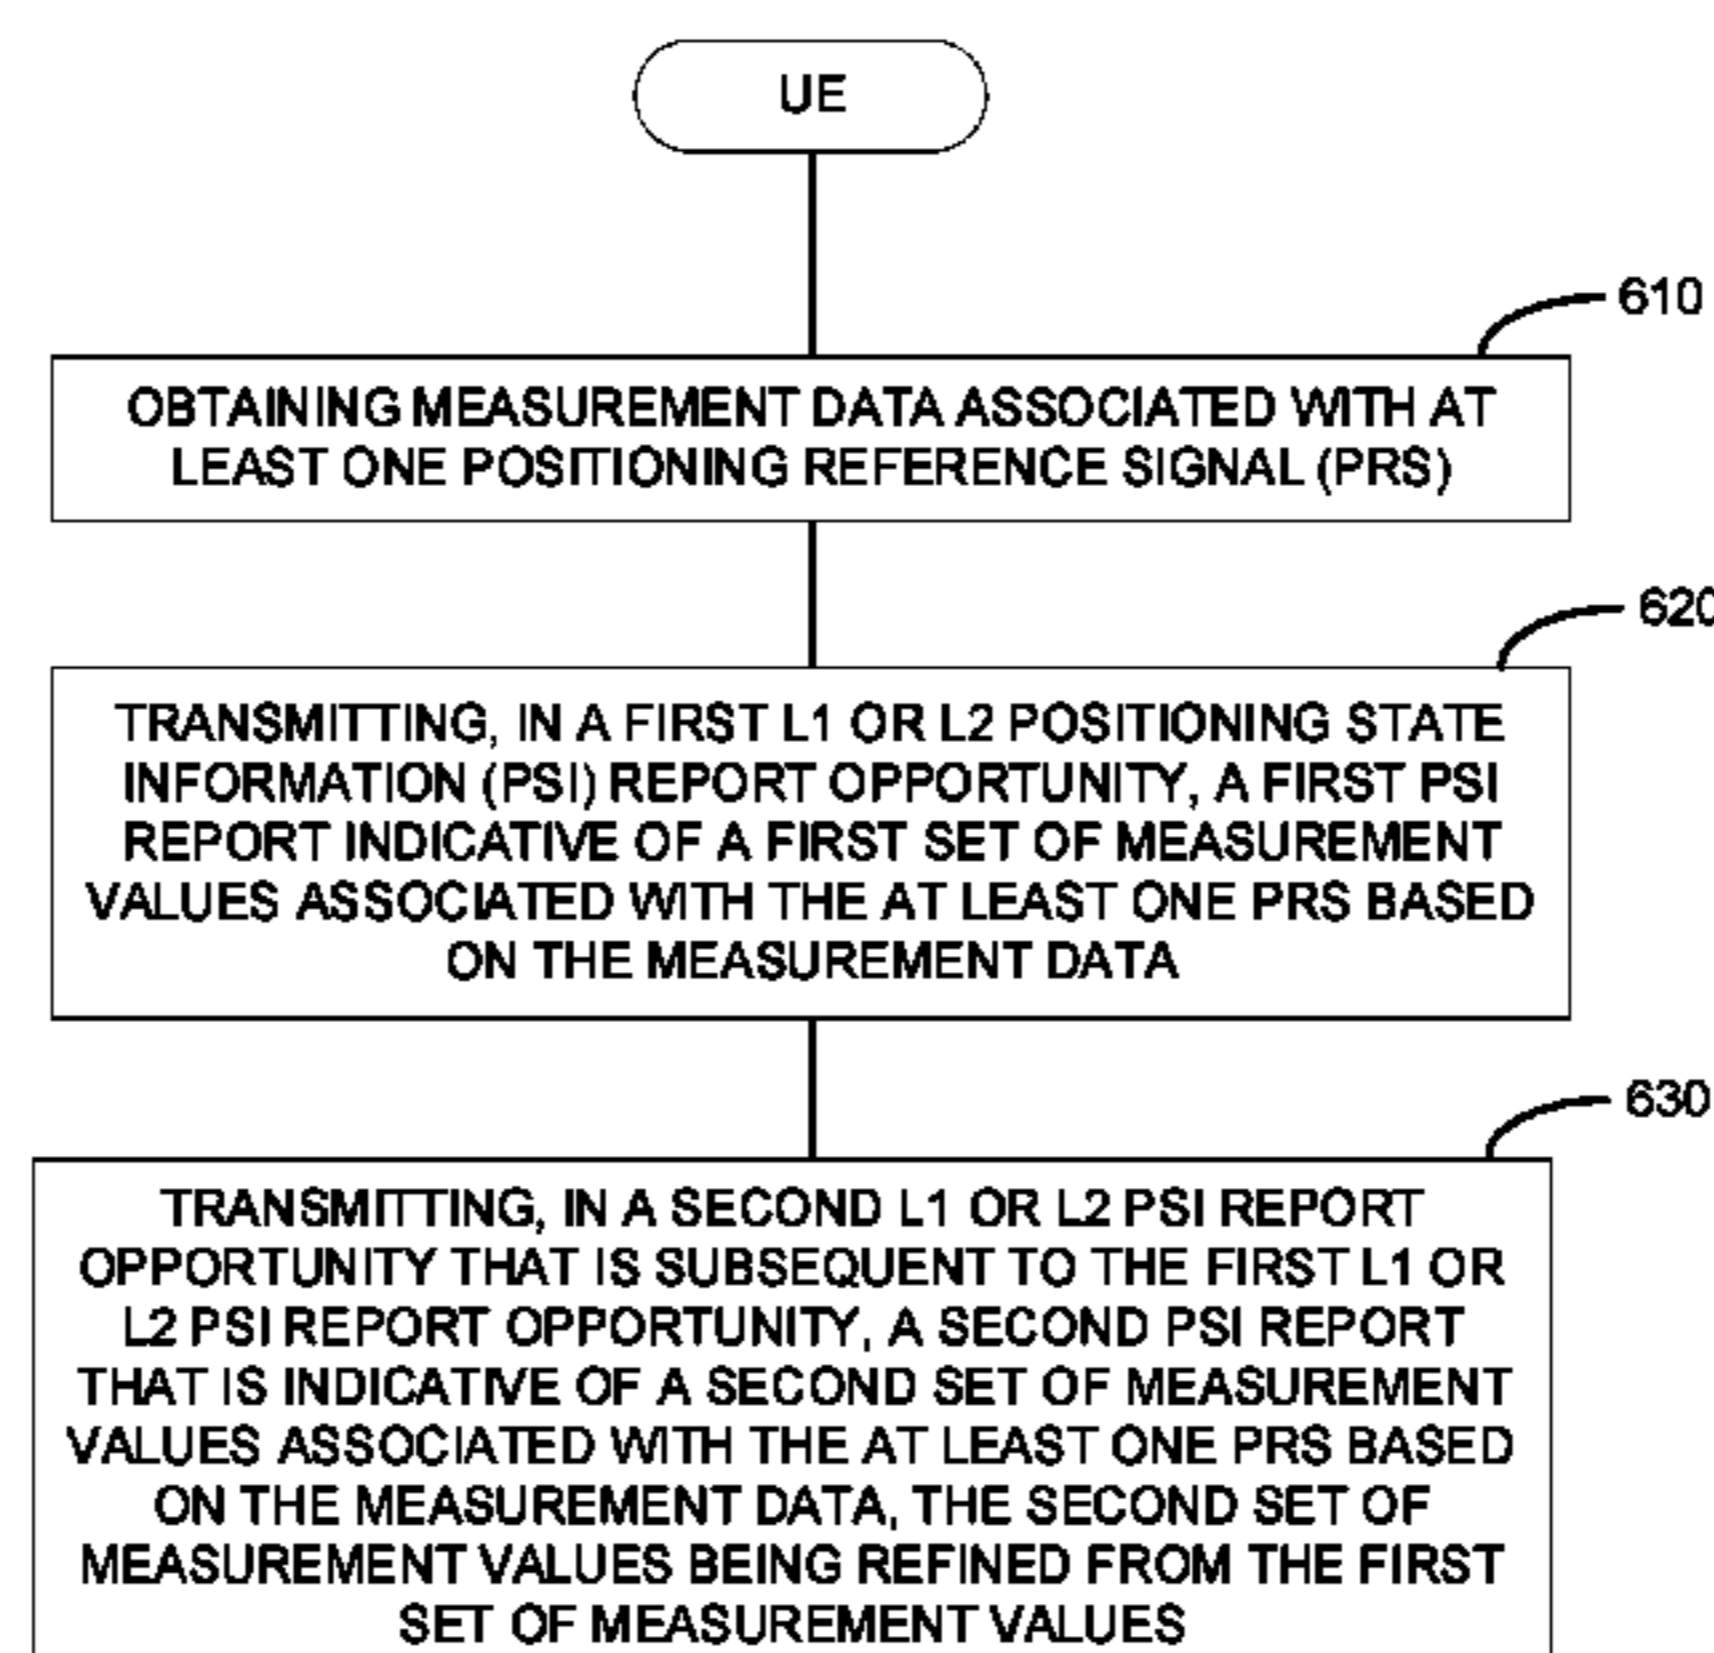 UE
610
OBTAINING MEASUREMENT DATA ASSOCIATED WITH AT
LEAST ONE POSITIONING REFERENCE SIGNAL (PRS)
620
TRANSMITTING, IN A FIRST L1 OR L2 POSITIONING STATE
INFORMATION (PSI) REPORT OPPORTUNITY, A FIRST PSI
REPORT INDICATIVE OF A FIRST SET OF MEASUREMENT
VALUES ASSOCIATED WITH THE AT LEAST ONE PRS BASED
ON THE MEASUREMENT DATA
630
TRANSMITTING, IN A SECOND L1 OR L2 PSI REPORT
OPPORTUNITY THAT IS SUBSEQUENT TO THE FIRST L1 OR
L2 PSI REPORT OPPORTUNITY, A SECOND PSI REPORT
THAT IS INDICATIVE OF A SECOND SET OF MEASUREMENT
VALUES ASSOCIATED WITH THE AT LEAST ONE PRS BASED
ON THE MEASUREMENT DATA, THE SECOND SET OF
MEASUREMENT VALUES BEING REFINED FROM THE FIRST
SET OF MEASUREMENT VALUES